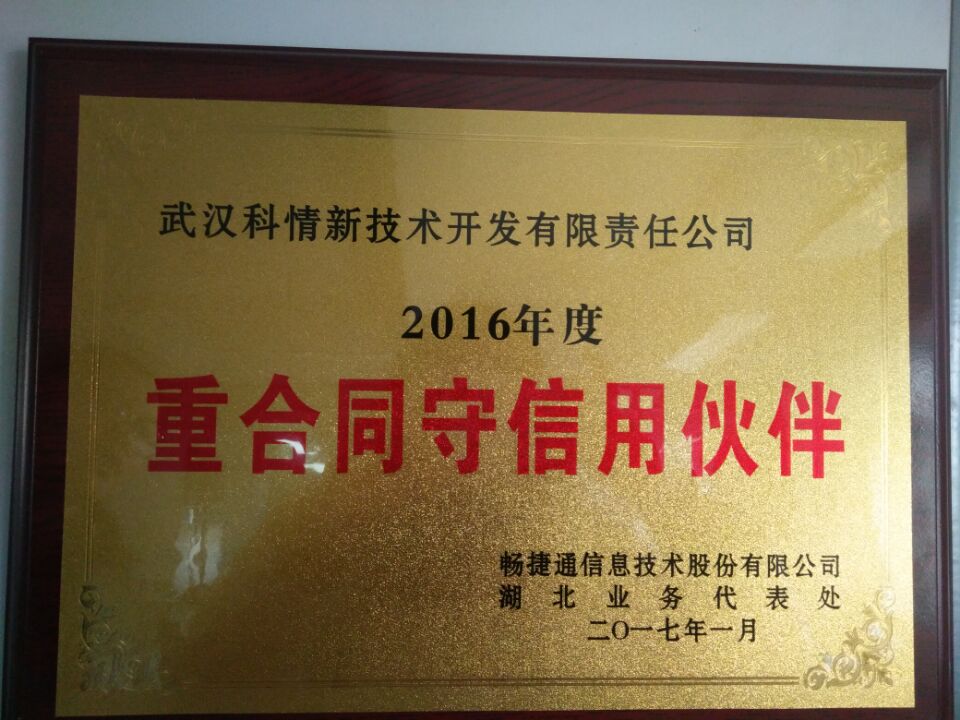 武汉科情新技术开发有限责任公司
2016年度
重合同守信用伙伴
畅捷通信息技术股份有限公司
湖北业务代表处
二〇一七年一月